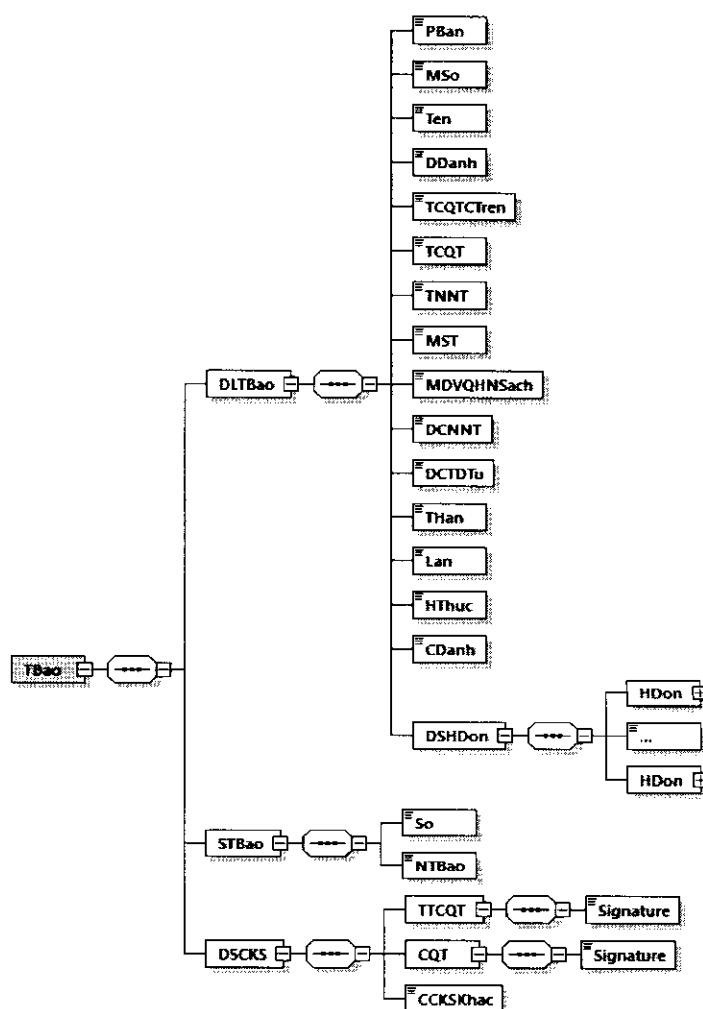 PBan
MSo
Ten
DDanh
TCQTCTren
TCQT
TNNT
MST
DLTBao
MDVQHNSach
DCNNT
DCTDTu
THan
Lan
HThuc
CDanh
TBao
HDon
DSHDon
...
HDon
So
STBao
NTBao
TTCQT
Signature
DSCKS
CQT
Signature
CCKSKhac